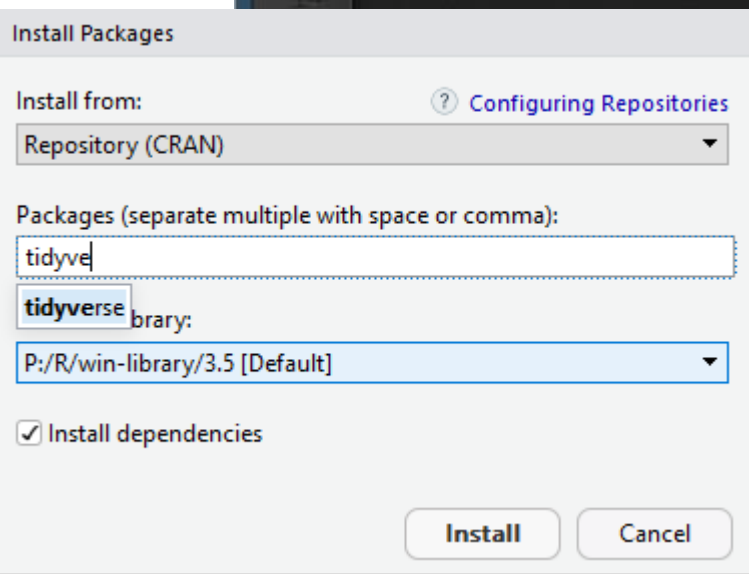 Install Packages
Install from:
? Configuring Repositories
Repository (CRAN)
Packages (separate multiple with space or comma):
tidyve
tidyverse
brary:
P:/R/win-library/3.5 [Default]
Install dependencies
Install Cancel